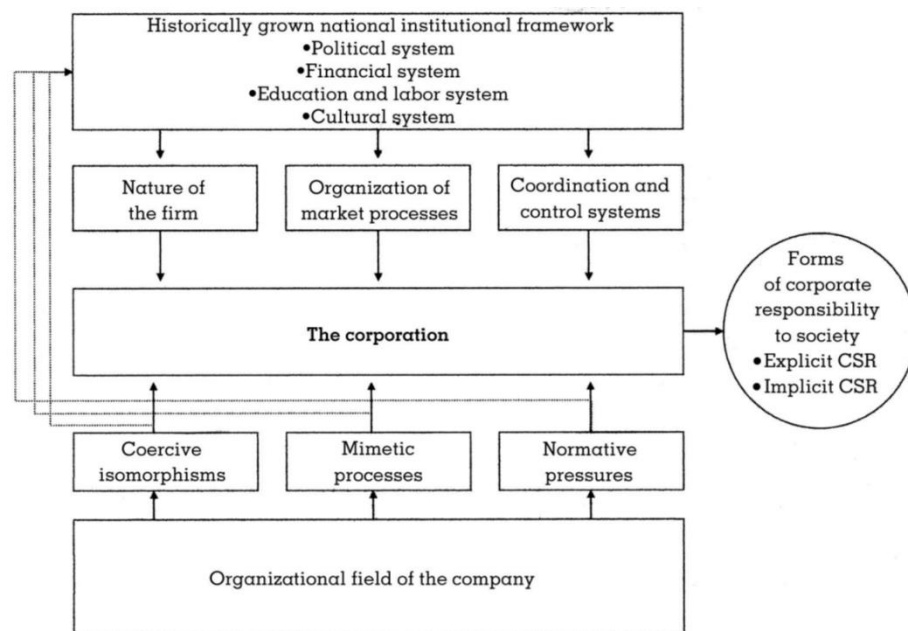 Historically grown national institutional framework
•Political system
•Financial system
•Education and labor system
•Cultural system
Nature of
the firm
Organization of
market processes
Coordination and
control systems
The corporation
Forms
of corporate
responsibility
to society
•Explicit CSR
•Implicit CSR
Coercive
isomorphisms
Mimetic
processes
Normative
pressures
Organizational field of the company